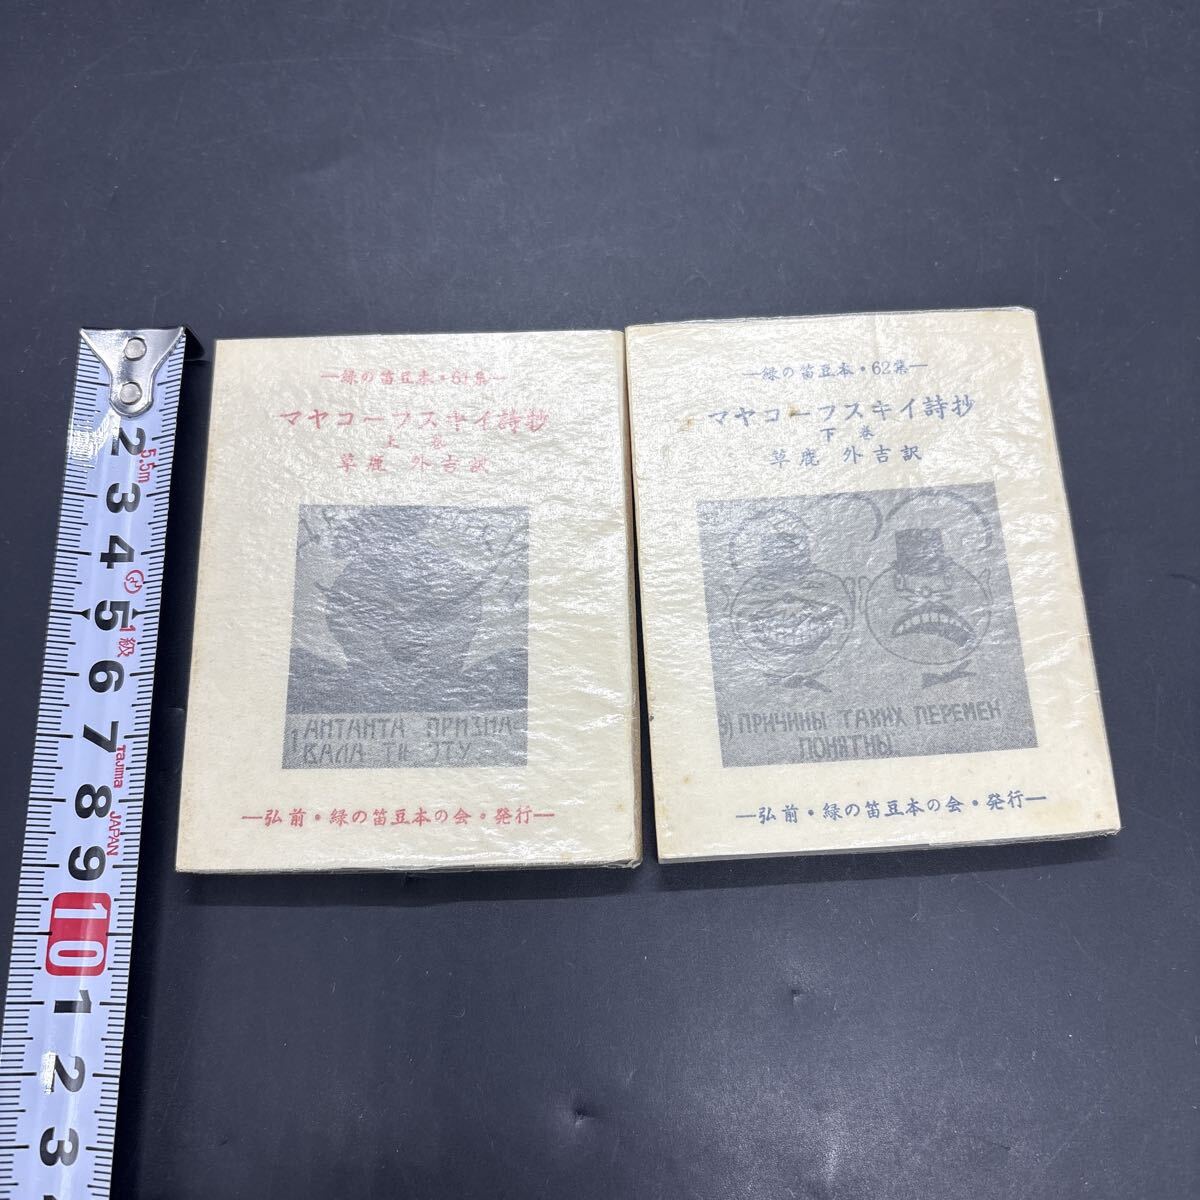 —緑の笛豆本・61集—
マヤコーフスキイ詩抄
上巻
草鹿 外吉訳
1 АНТАНТА ПРИЗНА-
ВАЛА ТУ ЭТУ
—弘前・緑の笛豆本の会・発行—
—緑の笛豆本・62集—
マヤコーフスキイ詩抄
下巻
草鹿 外吉訳
9) ПРИЧИНЫ ТАКИХ ПЕРЕМЕН
ПОНЯТНЫ
—弘前・緑の笛豆本の会・発行—
2
5.5m
3
4
5
1級
6
7
tajima
8
JAPAN
9
10
1
2
3